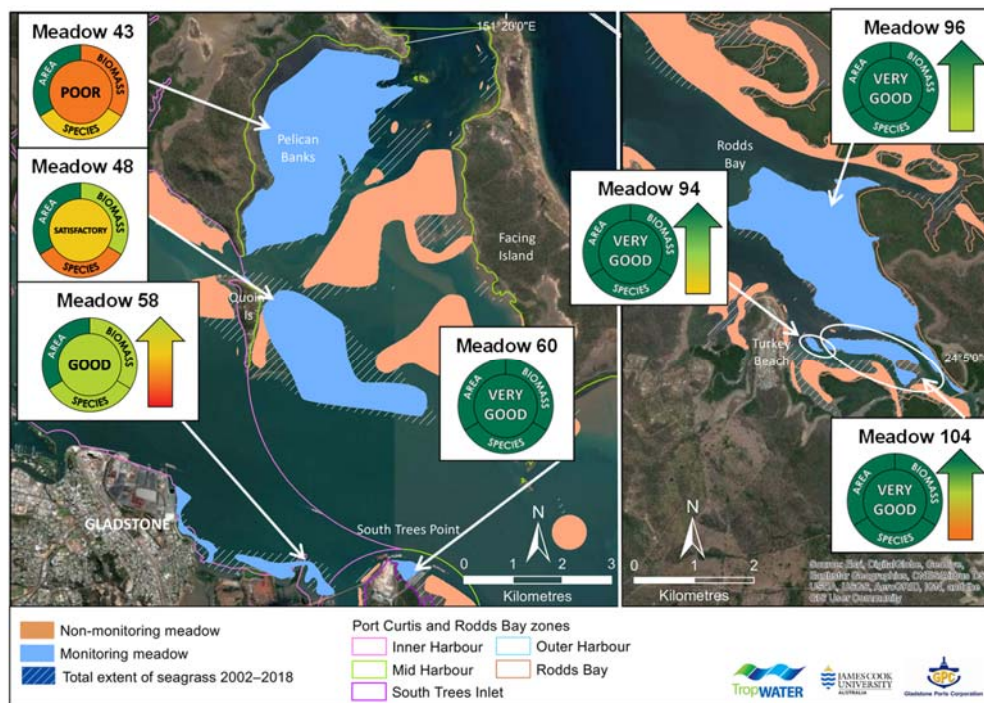 Meadow 43
AREA
BIOMASS
POOR
SPECIES
Meadow 48
AREA
BIOMASS
SATISFACTORY
SPECIES
Meadow 58
AREA
BIOMASS
GOOD
SPECIES
151°20'0"E
Pelican
Banks
Facing
Island
Quoin
Is
Meadow 60
AREA
BIOMASS
VERY
GOOD
SPECIES
GLADSTONE
South Trees Point
N
0 1 2 3
Kilometres
Meadow 96
AREA
BIOMASS
VERY
GOOD
SPECIES
Rodds
Bay
Meadow 94
AREA
BIOMASS
VERY
GOOD
SPECIES
Turkey
Beach
24°5'0"
Meadow 104
AREA
BIOMASS
VERY
GOOD
SPECIES
N
0 1 2
Kilometres
Non-monitoring meadow
Monitoring meadow
Total extent of seagrass 2002–2018
Port Curtis and Rodds Bay zones
Inner Harbour
Outer Harbour
Mid Harbour
Rodds Bay
South Trees Inlet
TropWATER
JAMES COOK
UNIVERSITY
AUSTRALIA
GPC
Gladstone Ports Corporation